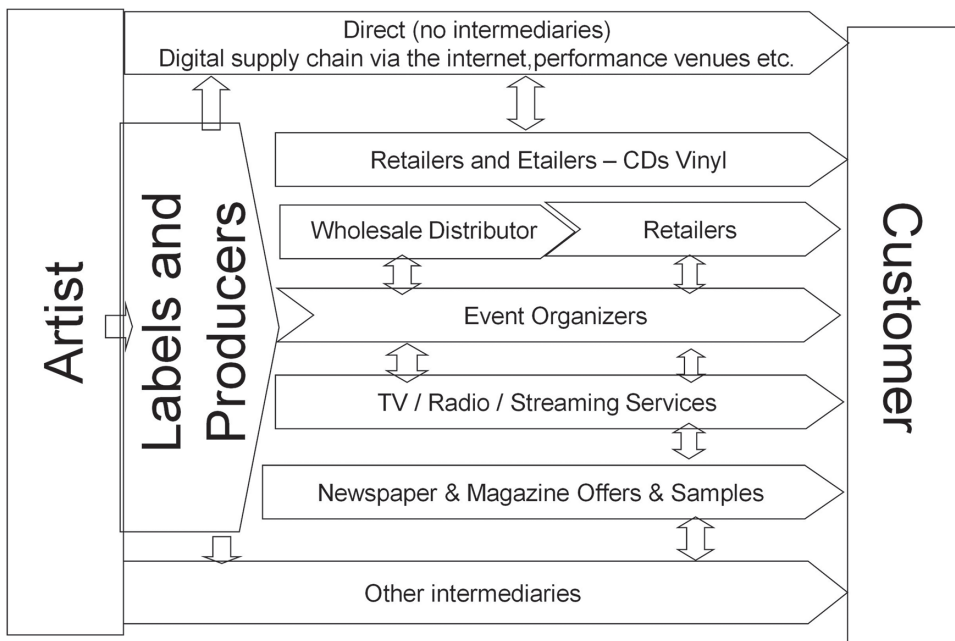 Direct (no intermediaries)
Digital supply chain via the internet,performance venues etc.
Artist
Labels and
Producers
Retailers and Etailers – CDs Vinyl
Wholesale Distributor
Retailers
Event Organizers
TV / Radio / Streaming Services
Newspaper & Magazine Offers & Samples
Other intermediaries
Customer